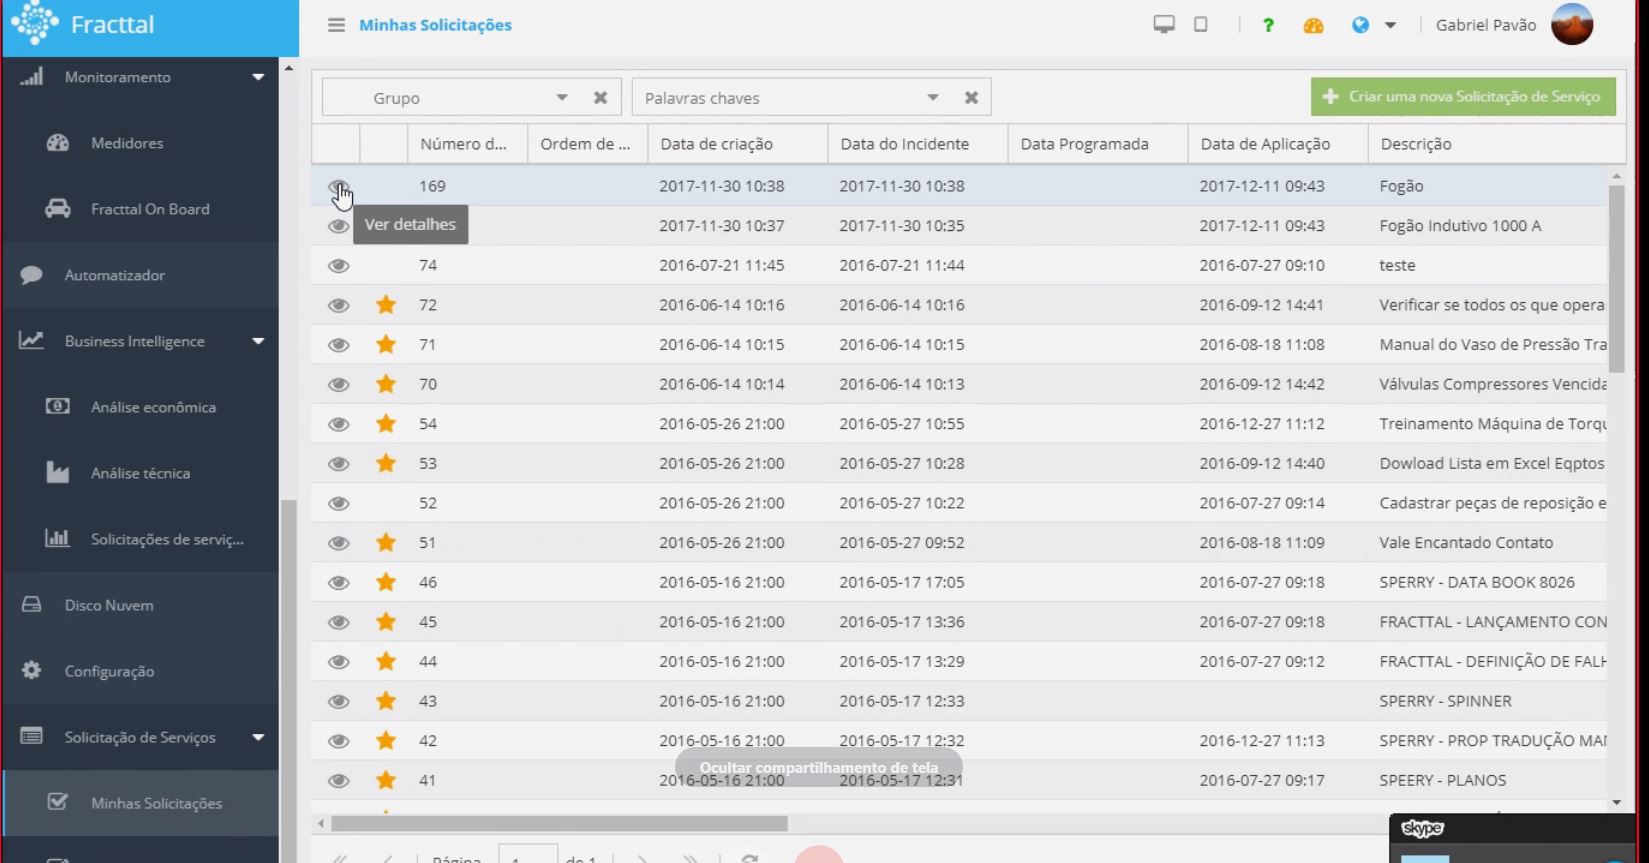 Fracttal
Minhas Solicitações
?
Gabriel Pavão
Monitoramento
Medidores
Fracttal On Board
Automatizador
Business Intelligence
Análise econômica
Análise técnica
Solicitações de serviç...
Disco Nuvem
Configuração
Solicitação de Serviços
Minhas Solicitações
Grupo
Palavras chaves
Criar uma nova Solicitação de Serviço
Número d... Ordem de ... Data de criação Data do Incidente Data Programada Data de Aplicação Descrição
169 2017-11-30 10:38 2017-11-30 10:38 2017-12-11 09:43 Fogão
Ver detalhes
2017-11-30 10:37 2017-11-30 10:35 2017-12-11 09:43 Fogão Indutivo 1000 A
74 2016-07-21 11:45 2016-07-21 11:44 2016-07-27 09:10 teste
72 2016-06-14 10:16 2016-06-14 10:16 2016-09-12 14:41 Verificar se todos os que opera
71 2016-06-14 10:15 2016-06-14 10:15 2016-08-18 11:08 Manual do Vaso de Pressão Tra
70 2016-06-14 10:14 2016-06-14 10:13 2016-09-12 14:42 Válvulas Compressores Vencida
54 2016-05-26 21:00 2016-05-27 10:55 2016-12-27 11:12 Treinamento Máquina de Torqu
53 2016-05-26 21:00 2016-05-27 10:28 2016-09-12 14:40 Dowload Lista em Excel Eqptos
52 2016-05-26 21:00 2016-05-27 10:22 2016-07-27 09:14 Cadastrar peças de reposição e
51 2016-05-26 21:00 2016-05-27 09:52 2016-08-18 11:09 Vale Encantado Contato
46 2016-05-16 21:00 2016-05-17 17:05 2016-07-27 09:18 SPERRY - DATA BOOK 8026
45 2016-05-16 21:00 2016-05-17 13:36 2016-07-27 09:18 FRACTTAL - LANÇAMENTO CON
44 2016-05-16 21:00 2016-05-17 13:29 2016-07-27 09:12 FRACTTAL - DEFINIÇÃO DE FALH
43 2016-05-16 21:00 2016-05-17 12:33 SPERRY - SPINNER
42 2016-05-16 21:00 2016-05-17 12:32 2016-12-27 11:13 SPERRY - PROP TRADUÇÃO MAN
Ocultar compartilhamento de tela
41 2016-05-16 21:00 2016-05-17 12:31 2016-07-27 09:17 SPEERY - PLANOS
skype
Página 1 de 1